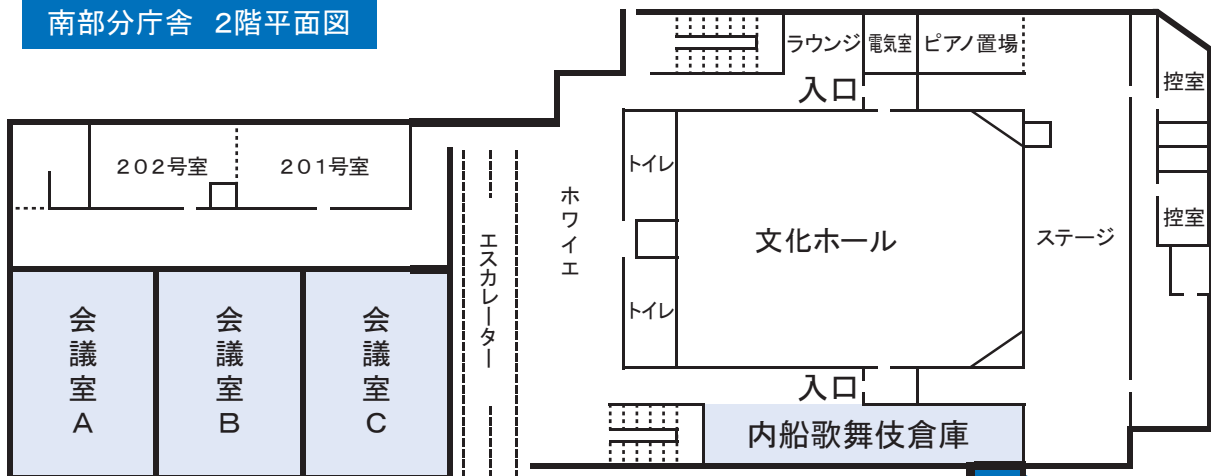 南部分庁舎 2階平面図
ラウンジ
電気室
ピアノ置場
入口
控室
202号室
201号室
トイレ
ホワイエ
エスカレーター
文化ホール
ステージ
控室
トイレ
会議室A
会議室B
会議室C
入口
内船歌舞伎倉庫